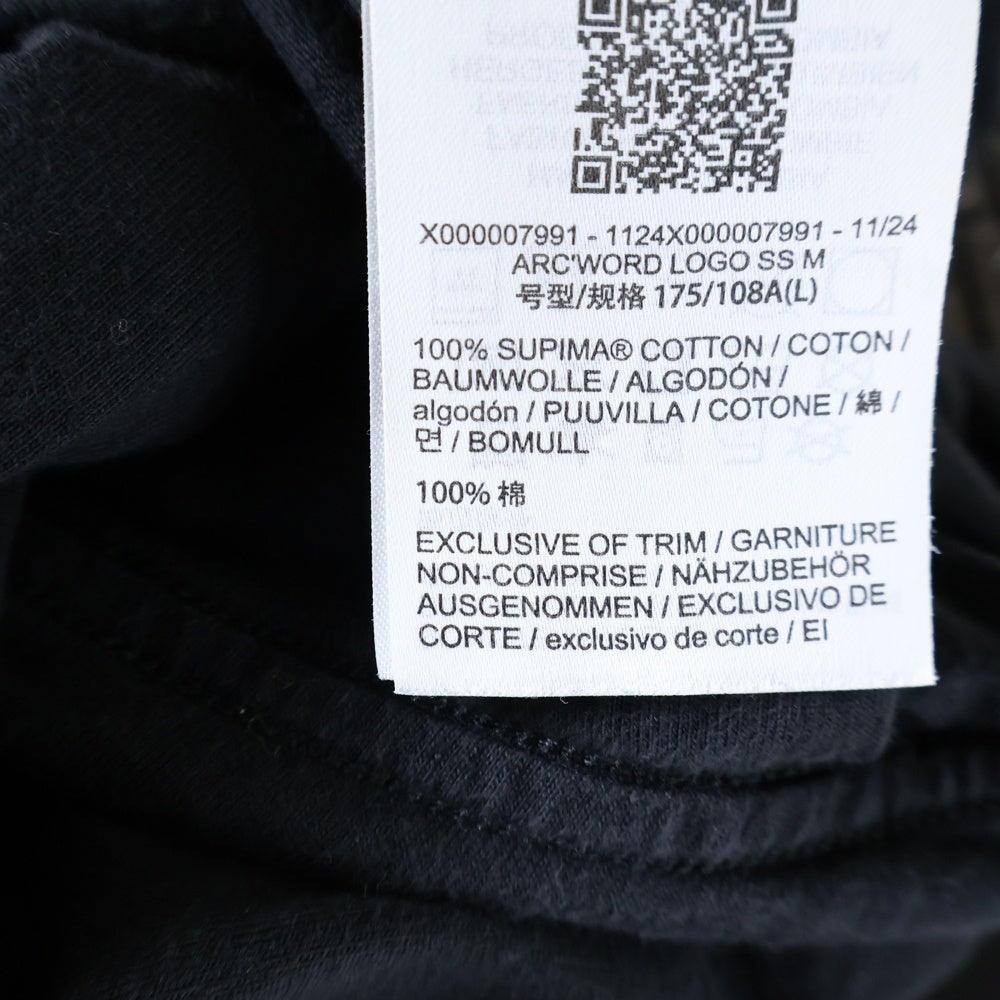 X000007991 - 1124X000007991 - 11/24
ARC'WORD LOGO SS M
号型/规格 175/108A(L)
100% SUPIMA® COTTON / COTON /
BAUMWOLLE / ALGODÓN /
algodón / PUUVILLA / COTONE / 綿 /
면 / BOMULL
100% 棉
EXCLUSIVE OF TRIM / GARNITURE
NON-COMPRISE / NÄHZUBEHÖR
AUSGENOMMEN / EXCLUSIVO DE
CORTE / exclusivo de corte / EI